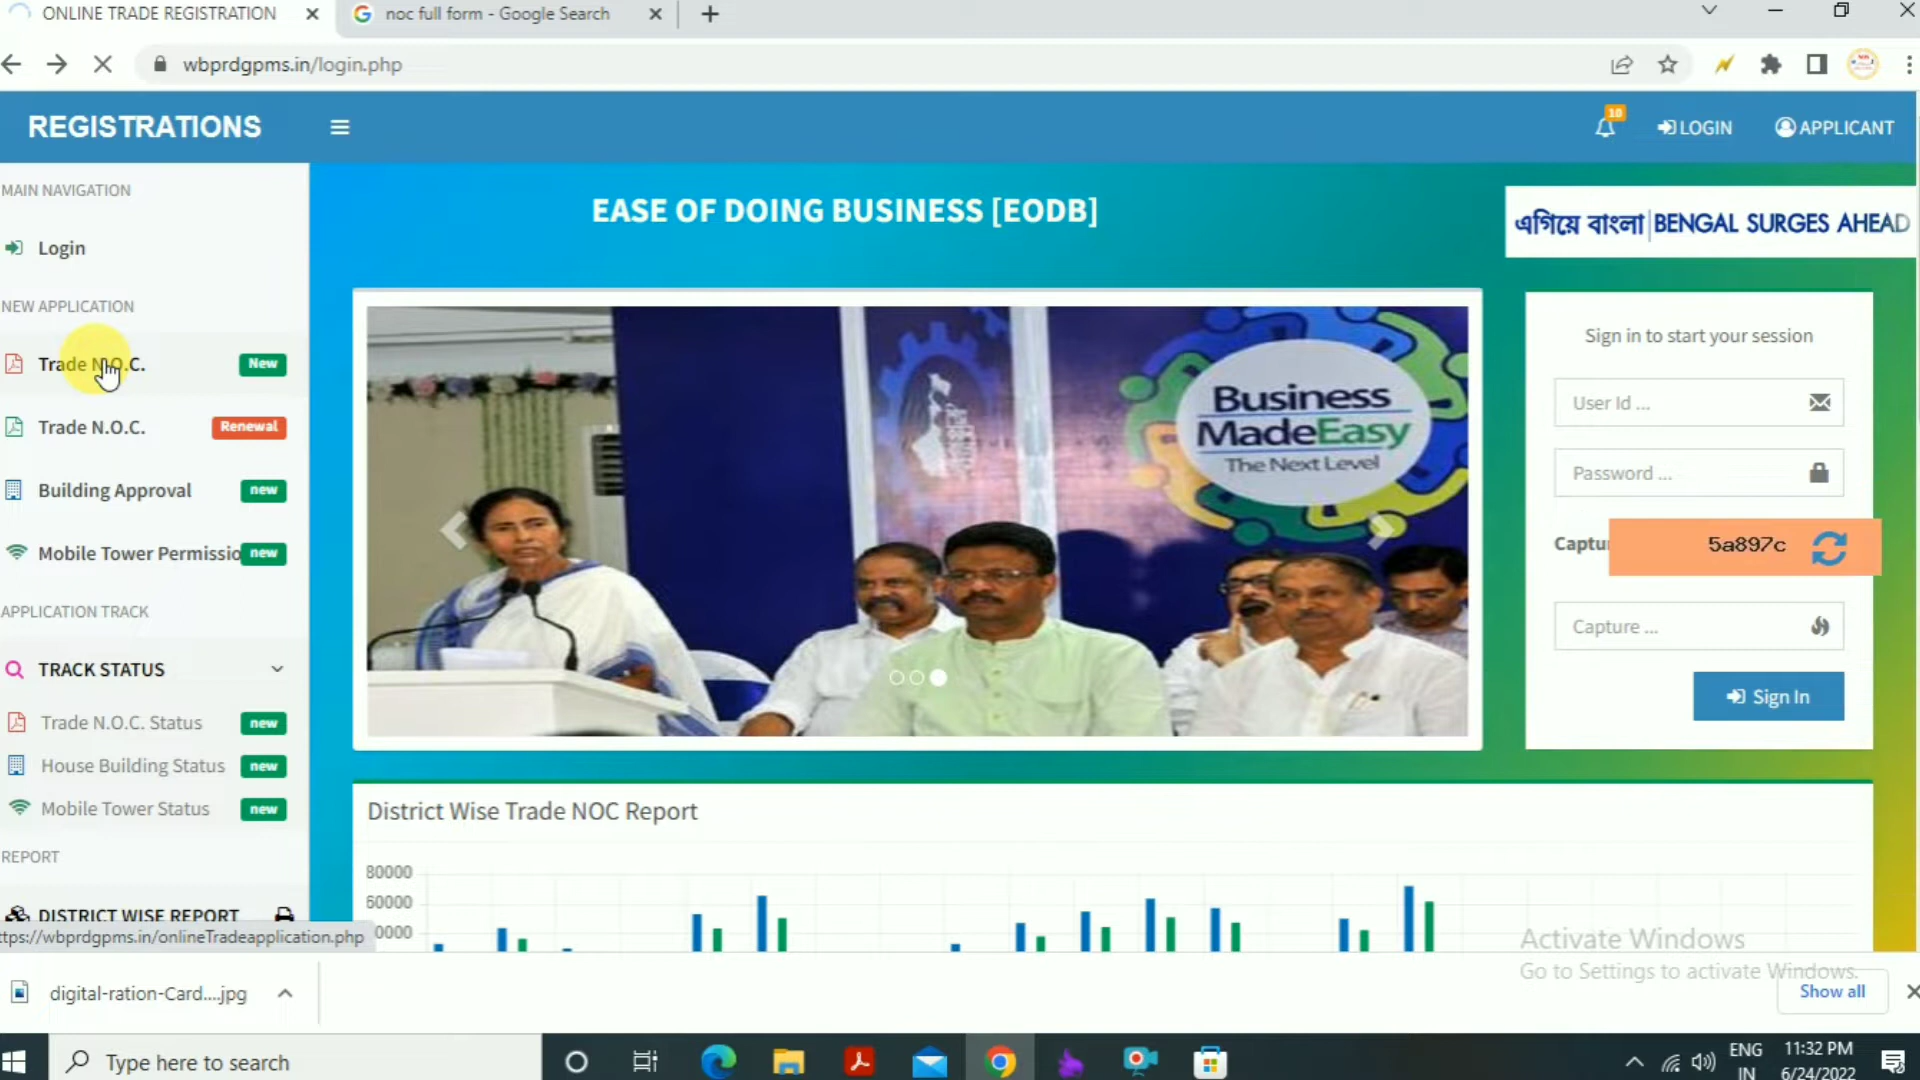 ONLINE TRADE REGISTRATION
noc full form - Google Search
wbprdgpms.in/login.php
REGISTRATIONS
10
LOGIN
APPLICANT
MAIN NAVIGATION
Login
NEW APPLICATION
Trade N.O.C. New
Trade N.O.C. Renewal
Building Approval new
Mobile Tower Permissio new
APPLICATION TRACK
TRACK STATUS
Trade N.O.C. Status new
House Building Status new
Mobile Tower Status new
REPORT
DISTRICT WISE REPORT
ttps://wbprdgpms.in/onlineTradeapplication.php
EASE OF DOING BUSINESS [EODB]
এগিয়ে বাংলা BENGAL SURGES AHEAD
Business
MadeEasy
The Next Level
Sign in to start your session
User Id ...
Password ...
Captu
5a897c
Capture ...
Sign In
District Wise Trade NOC Report
80000
60000
0000
Activate Windows
Go to Settings to activate Windows.
digital-ration-Card....jpg
Show all
Type here to search
ENG
IN
11:32 PM
6/24/2022